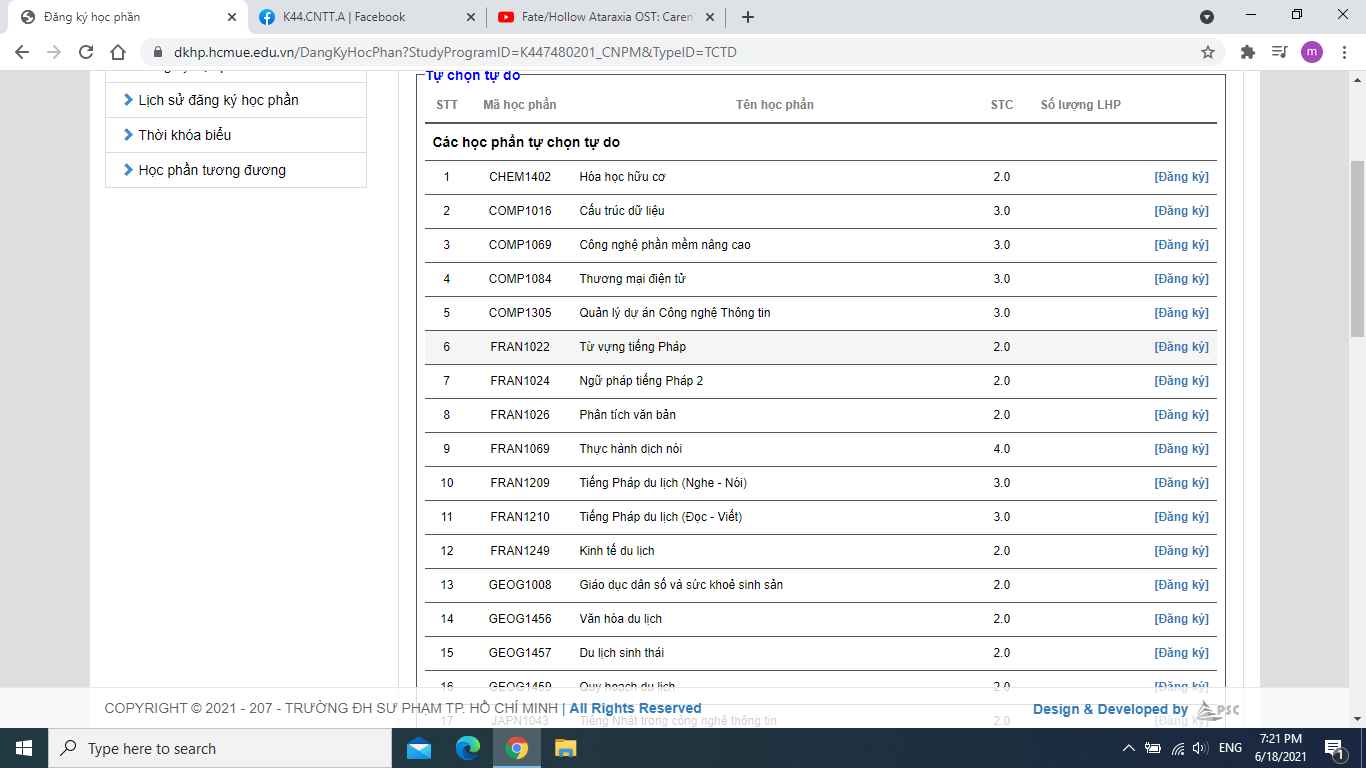 Đăng ký học phần
K44.CNTT.A | Facebook
Fate/Hollow Ataraxia OST: Caren
dkhp.hcmue.edu.vn/DangKyHocPhan?StudyProgramID=K447480201_CNPM&TypeID=TCTD
m
Lịch sử đăng ký học phần
Thời khóa biểu
Học phần tương đương
Tự chọn tự do
STT Mã học phần Tên học phần STC Số lượng LHP
Các học phần tự chọn tự do
1 CHEM1402 Hóa học hữu cơ 2.0 [Đăng ký]
2 COMP1016 Cấu trúc dữ liệu 3.0 [Đăng ký]
3 COMP1069 Công nghệ phần mềm nâng cao 3.0 [Đăng ký]
4 COMP1084 Thương mại điện tử 3.0 [Đăng ký]
5 COMP1305 Quản lý dự án Công nghệ Thông tin 3.0 [Đăng ký]
6 FRAN1022 Từ vựng tiếng Pháp 2.0 [Đăng ký]
7 FRAN1024 Ngữ pháp tiếng Pháp 2 2.0 [Đăng ký]
8 FRAN1026 Phân tích văn bản 2.0 [Đăng ký]
9 FRAN1069 Thực hành dịch nói 4.0 [Đăng ký]
10 FRAN1209 Tiếng Pháp du lịch (Nghe - Nói) 3.0 [Đăng ký]
11 FRAN1210 Tiếng Pháp du lịch (Đọc - Viết) 3.0 [Đăng ký]
12 FRAN1249 Kinh tế du lịch 2.0 [Đăng ký]
13 GEOG1008 Giáo dục dân số và sức khoẻ sinh sản 2.0 [Đăng ký]
14 GEOG1456 Văn hóa du lịch 2.0 [Đăng ký]
15 GEOG1457 Du lịch sinh thái 2.0 [Đăng ký]
16 GEOG1459 Quy hoạch du lịch 2.0 [Đăng ký]
17 JAPN1043 Tiếng Nhật trong công nghệ thông tin 2.0 [Đăng ký]
COPYRIGHT © 2021 - 207 - TRƯỜNG ĐH SƯ PHẠM TP. HỒ CHÍ MINH | All Rights Reserved
Design & Developed by PSC
Type here to search
ENG
7:21 PM
6/18/2021
1